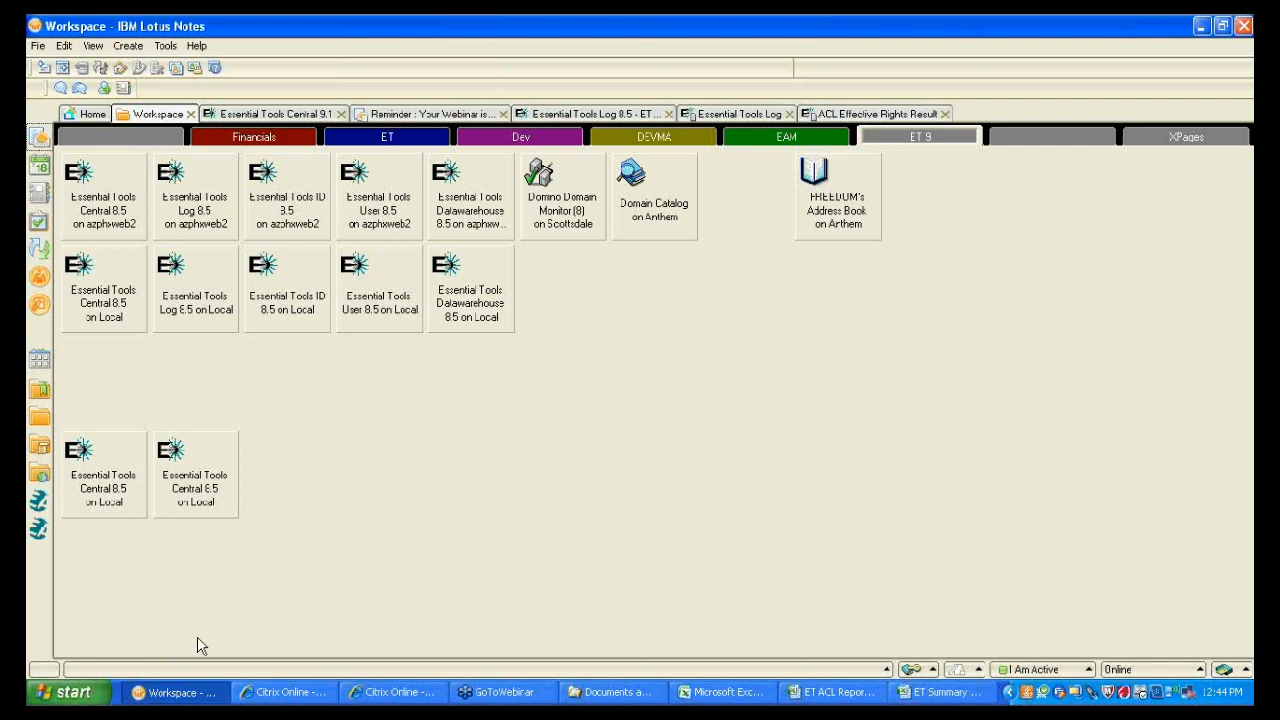 Workspace - IBM Lotus Notes
File Edit View Create Tools Help
Home Workspace Essential Tools Central 9.1 Reminder : Your Webinar is... Essential Tools Log 8.5 - ET ... Essential Tools Log ACL Effective Rights Result
Financials ET Dev DEVMA EAM ET 9 XPages
Essential Tools
Central 8.5
on azphxweb2
Essential Tools
Log 8.5
on azphxweb2
Essential Tools ID
8.5
on azphxweb2
Essential Tools
User 8.5
on azphxweb2
Essential Tools
Datawarehouse
8.5 on azphxw...
Domino Domain
Monitor (8)
on Scottsdale
Domain Catalog
on Anthem
FREEDOM's
Address Book
on Anthem
Essential Tools
Central 8.5
on Local
Essential Tools
Log 8.5 on Local
Essential Tools ID
8.5 on Local
Essential Tools
User 8.5 on Local
Essential Tools
Datawarehouse
8.5 on Local
Essential Tools
Central 8.5
on Local
Essential Tools
Central 8.5
on Local
I Am Active Online
start Workspace - ... Citrix Online -... Citrix Online -... GoToWebinar Documents a... Microsoft Exc... ET ACL Repor... ET Summary ... 12:44 PM